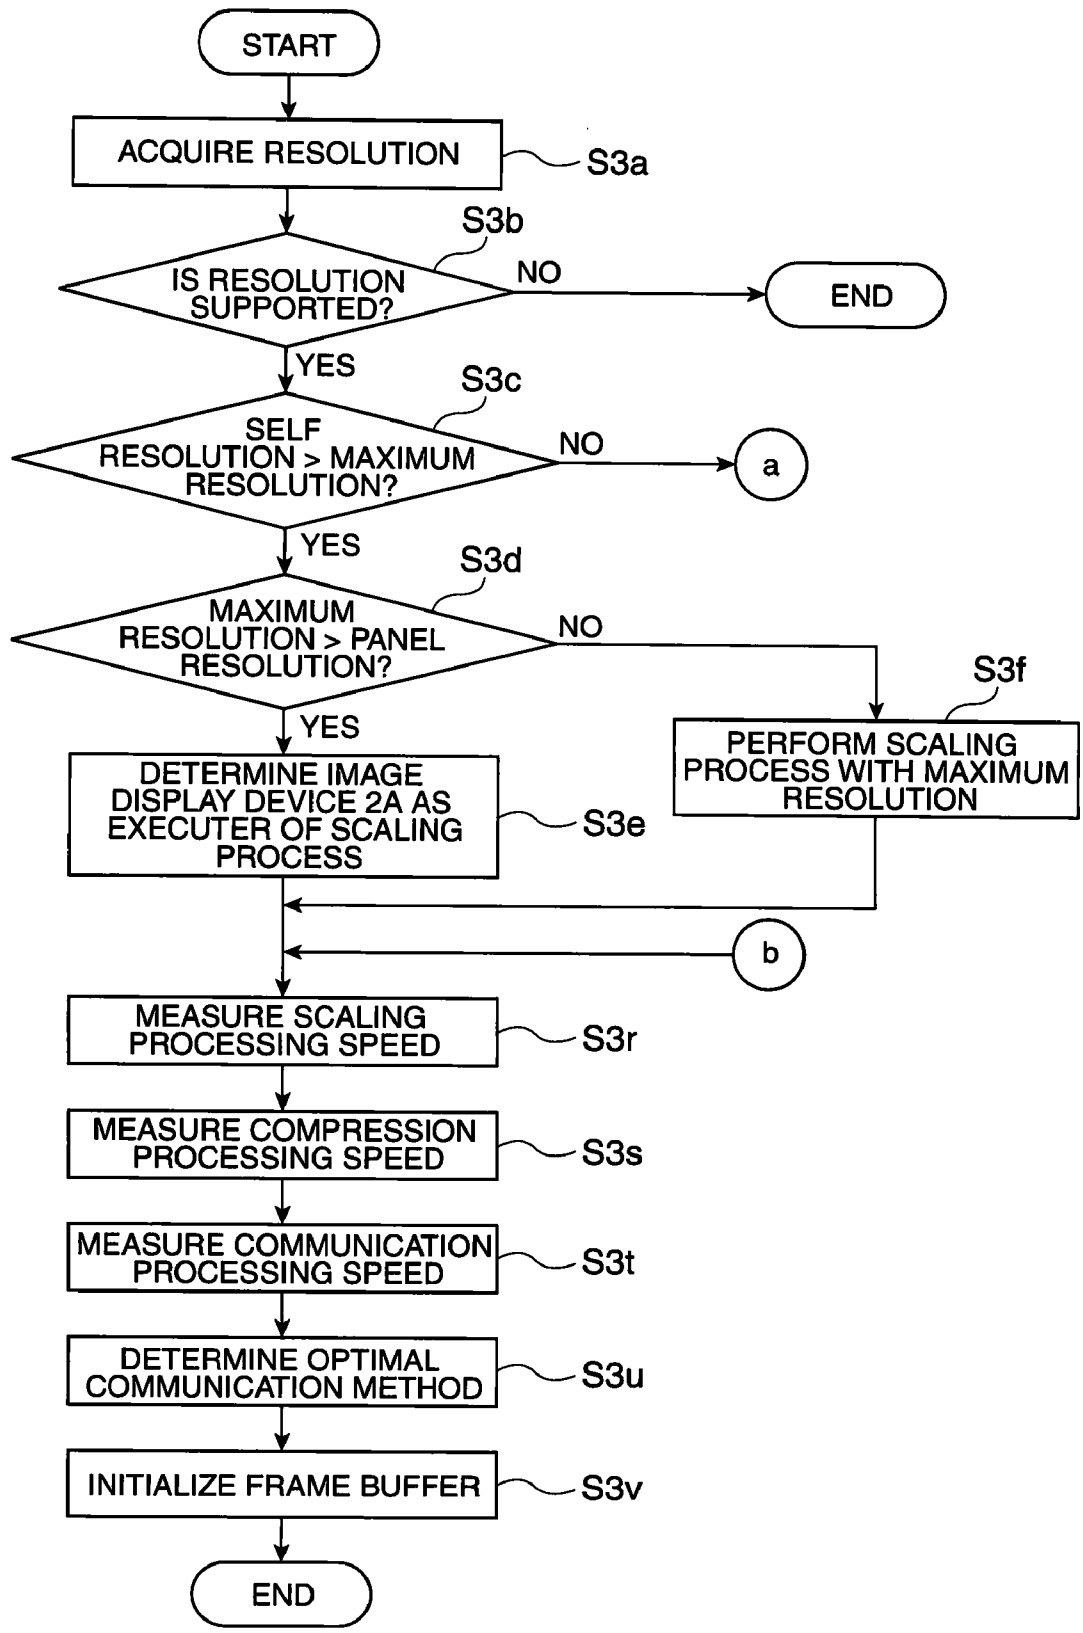 START
ACQUIRE RESOLUTION
S3a
S3b
IS RESOLUTION
SUPPORTED?
NO
END
YES
S3c
SELF
RESOLUTION > MAXIMUM
RESOLUTION?
NO
a
YES
S3d
MAXIMUM
RESOLUTION > PANEL
RESOLUTION?
NO
YES
S3f
PERFORM SCALING
PROCESS WITH MAXIMUM
RESOLUTION
DETERMINE IMAGE
DISPLAY DEVICE 2A AS
EXECUTER OF SCALING
PROCESS
S3e
b
MEASURE SCALING
PROCESSING SPEED
S3r
MEASURE COMPRESSION
PROCESSING SPEED
S3s
MEASURE COMMUNICATION
PROCESSING SPEED
S3t
DETERMINE OPTIMAL
COMMUNICATION METHOD
S3u
INITIALIZE FRAME BUFFER
S3v
END